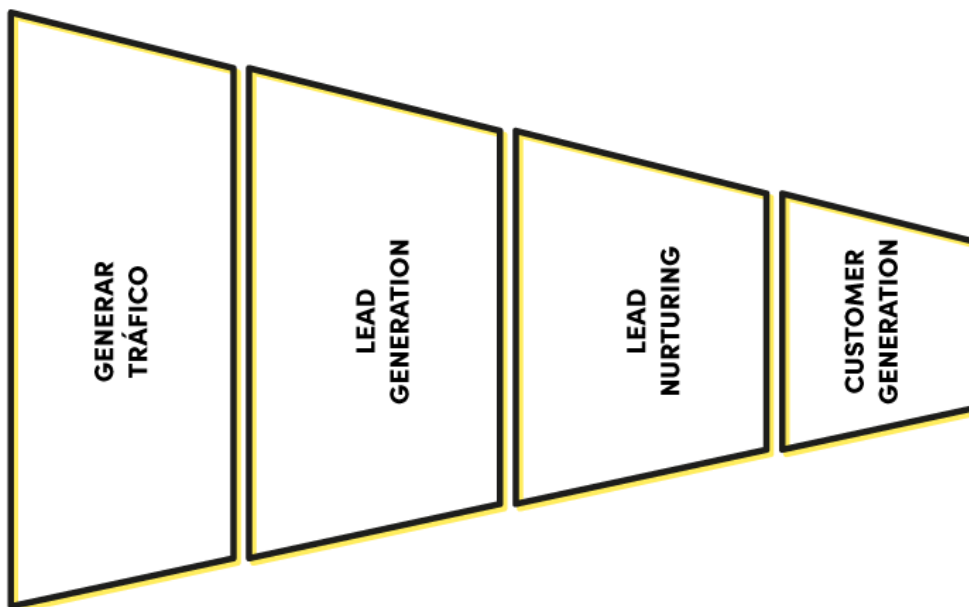 GENERAR
TRÁFICO
LEAD
GENERATION
LEAD
NURTURING
CUSTOMER
GENERATION